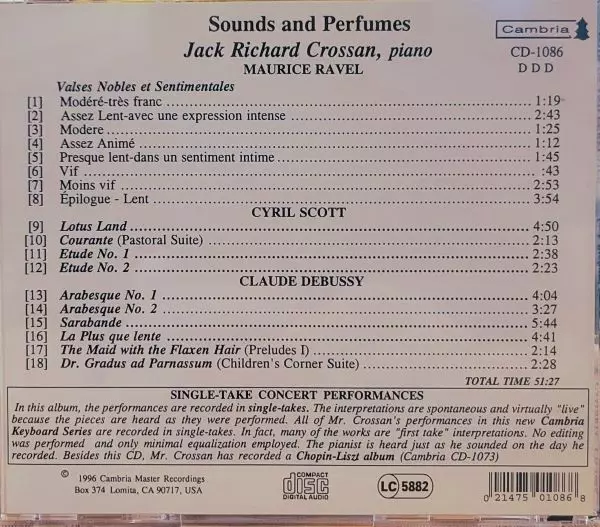 Sounds and Perfumes
Cambria
Jack Richard Crossan, piano
CD-1086
MAURICE RAVEL
D D D
Valses Nobles et Sentimentales
[1] Modéré-très franc 1:19
[2] Assez Lent-avec une expression intense 2:43
[3] Modere 1:25
[4] Assez Animé 1:12
[5] Presque lent-dans un sentiment intime 1:45
[6] Vif :43
[7] Moins vif 2:53
[8] Épilogue - Lent 3:54
CYRIL SCOTT
[9] Lotus Land 4:50
[10] Courante (Pastoral Suite) 2:13
[11] Etude No. 1 2:38
[12] Etude No. 2 2:23
CLAUDE DEBUSSY
[13] Arabesque No. 1 4:04
[14] Arabesque No. 2 3:27
[15] Sarabande 5:44
[16] La Plus que lente 4:41
[17] The Maid with the Flaxen Hair (Preludes I) 2:14
[18] Dr. Gradus ad Parnassum (Children's Corner Suite) 2:28
TOTAL TIME 51:27
SINGLE-TAKE CONCERT PERFORMANCES
In this album, the performances are recorded in single-takes. The interpretations are spontaneous and virtually "live"
because the pieces are heard as they were performed. All of Mr. Crossan's performances in this new Cambria
Keyboard Series are recorded in single-takes. In fact, many of the works are "first take" interpretations. No editing
was performed and only minimal equalization employed. The pianist is heard just as he sounded on the day he
recorded. Besides this CD, Mr. Crossan has recorded a Chopin-Liszt album (Cambria CD-1073)
© 1996 Cambria Master Recordings
Box 374 Lomita, CA 90717, USA
COMPACT
disc
DIGITAL AUDIO
LC 5882
0 21475 01086 8